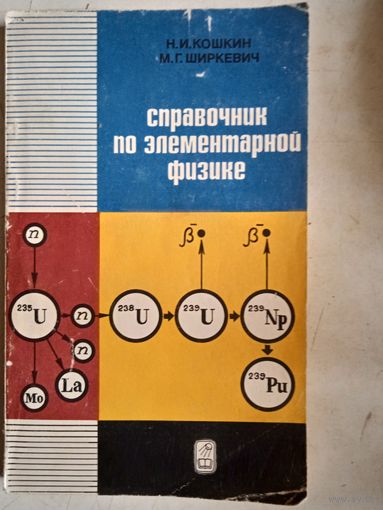 Н.И.КОШКИН
М.Г.ШИРКЕВИЧ
справочник
по элементарной
физике
n
β⁻
β⁻
²³⁵U
n
²³⁸U
²³⁹U
²³⁹Np
n
Mo
La
²³⁹Pu